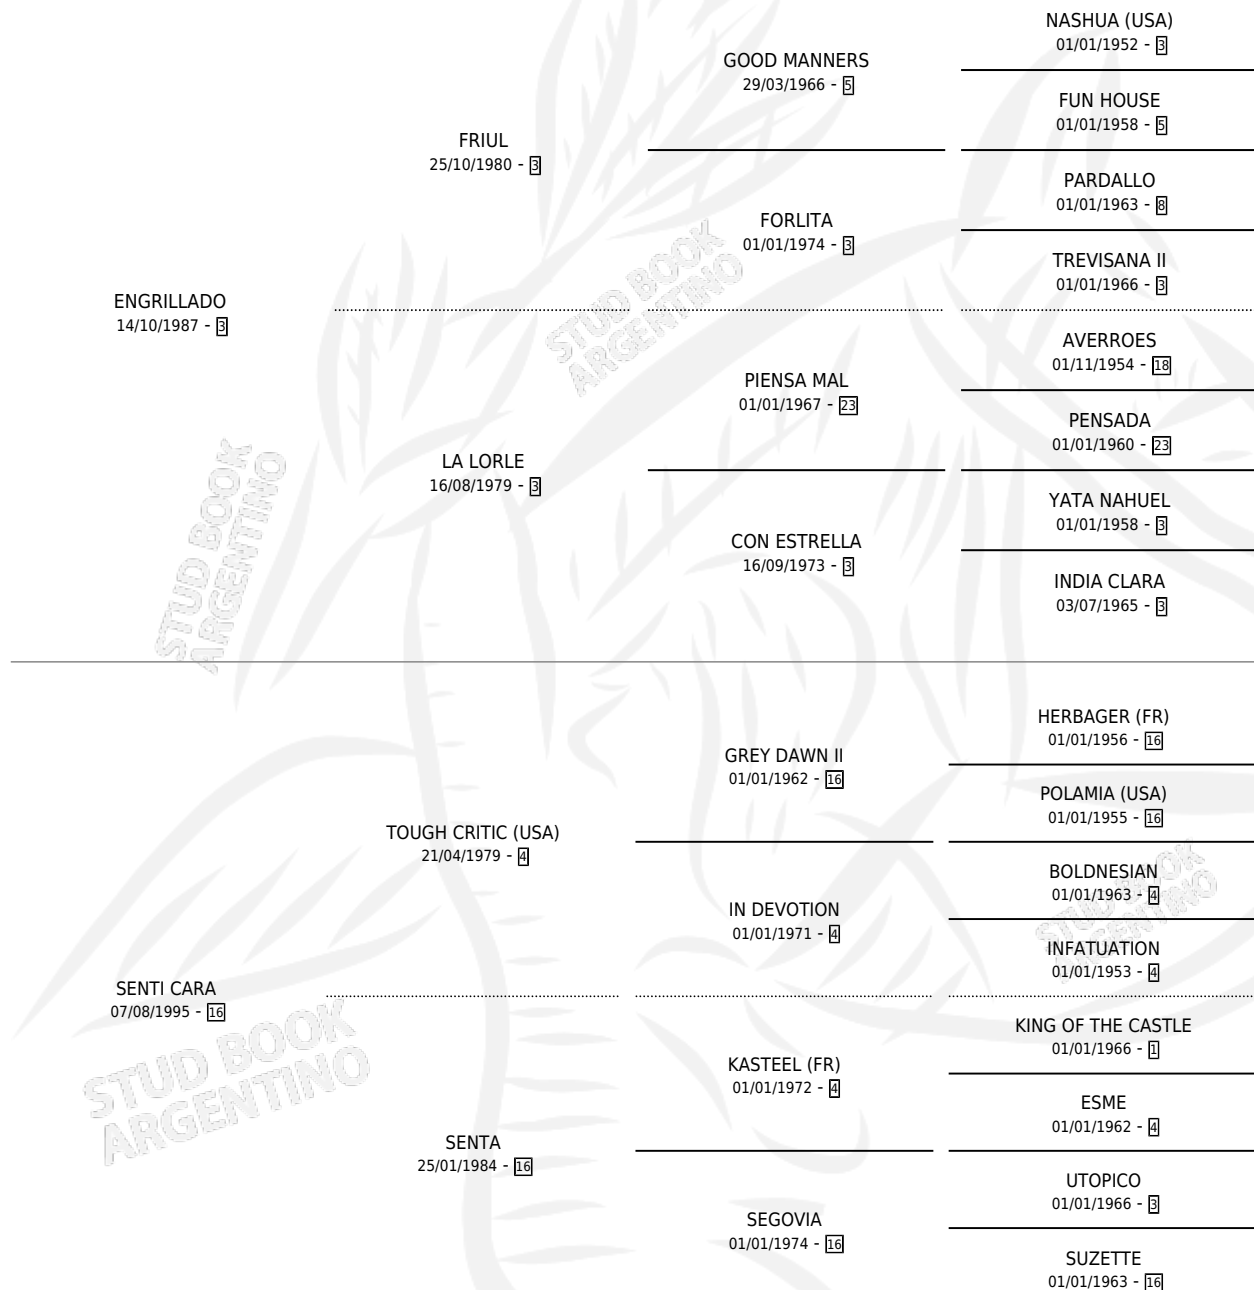 NASHUA (USA)
01/01/1952 - 3
GOOD MANNERS
29/03/1966 - 5
FUN HOUSE
01/01/1958 - 5
FRIUL
25/10/1980 - 3
PARDALLO
01/01/1963 - 8
FORLITA
01/01/1974 - 3
TREVISANA II
01/01/1966 - 3
STUD BOOK
ARGENTINO
ENGRILLADO
14/10/1987 - 3
AVERROES
01/11/1954 - 18
PIENSA MAL
01/01/1967 - 23
PENSADA
01/01/1960 - 23
LA LORLE
16/08/1979 - 3
YATA NAHUEL
01/01/1958 - 3
CON ESTRELLA
16/09/1973 - 3
INDIA CLARA
03/07/1965 - 3
STUD BOOK
ARGENTINO
HERBAGER (FR)
01/01/1956 - 16
GREY DAWN II
01/01/1962 - 16
POLAMIA (USA)
01/01/1955 - 16
TOUGH CRITIC (USA)
21/04/1979 - 4
BOLDNESIAN
01/01/1963 - 4
IN DEVOTION
01/01/1971 - 4
INFATUATION
01/01/1953 - 4
STUD BOOK
ARGENTINO
SENTI CARA
07/08/1995 - 16
KING OF THE CASTLE
01/01/1966 - 1
KASTEEL (FR)
01/01/1972 - 4
ESME
01/01/1962 - 4
STUD BOOK
ARGENTINO
SENTA
25/01/1984 - 16
UTOPICO
01/01/1966 - 3
SEGOVIA
01/01/1974 - 16
SUZETTE
01/01/1963 - 16